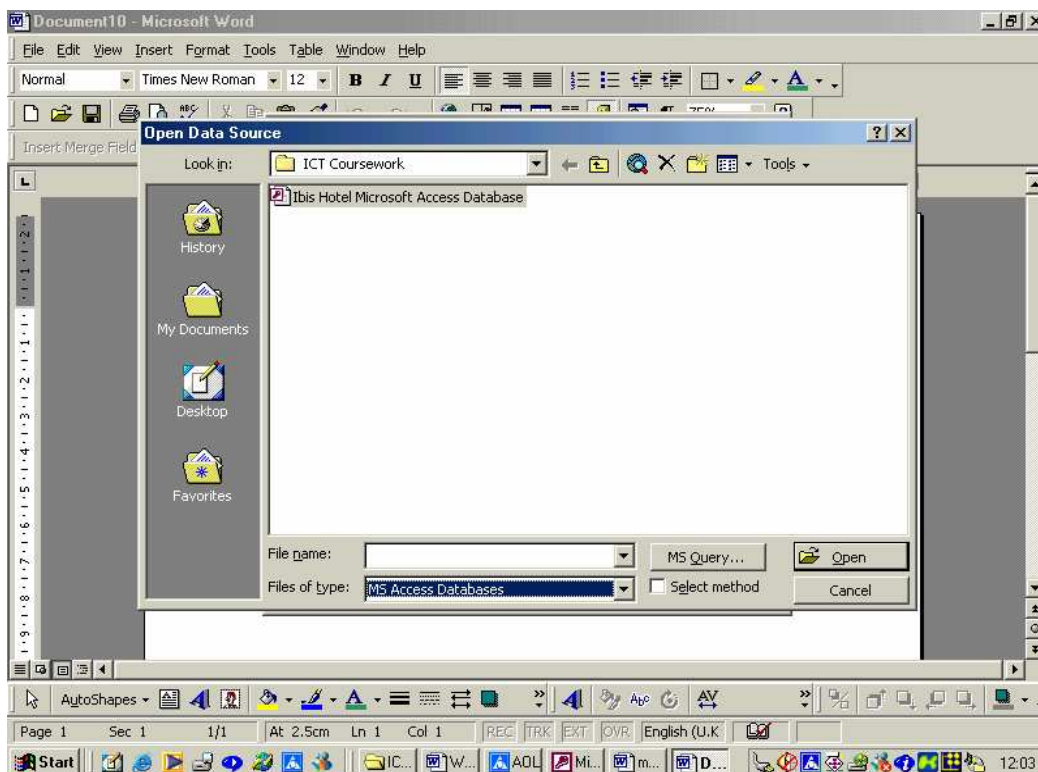 Document10 - Microsoft Word
File Edit View Insert Format Tools Table Window Help
Normal Times New Roman 12 B I U A
ABC
Insert Merge Field
Open Data Source
Look in: ICT Coursework Tools
Ibis Hotel Microsoft Access Database
History
My Documents
Desktop
Favorites
File name: MS Query... Open
Files of type: MS Access Databases Select method Cancel
AutoShapes
Page 1 Sec 1 1/1 At 2.5cm Ln 1 Col 1 REC TRK EXT OVR English (U.K
Start IC... W... AOL Mi... m... D... 12:03